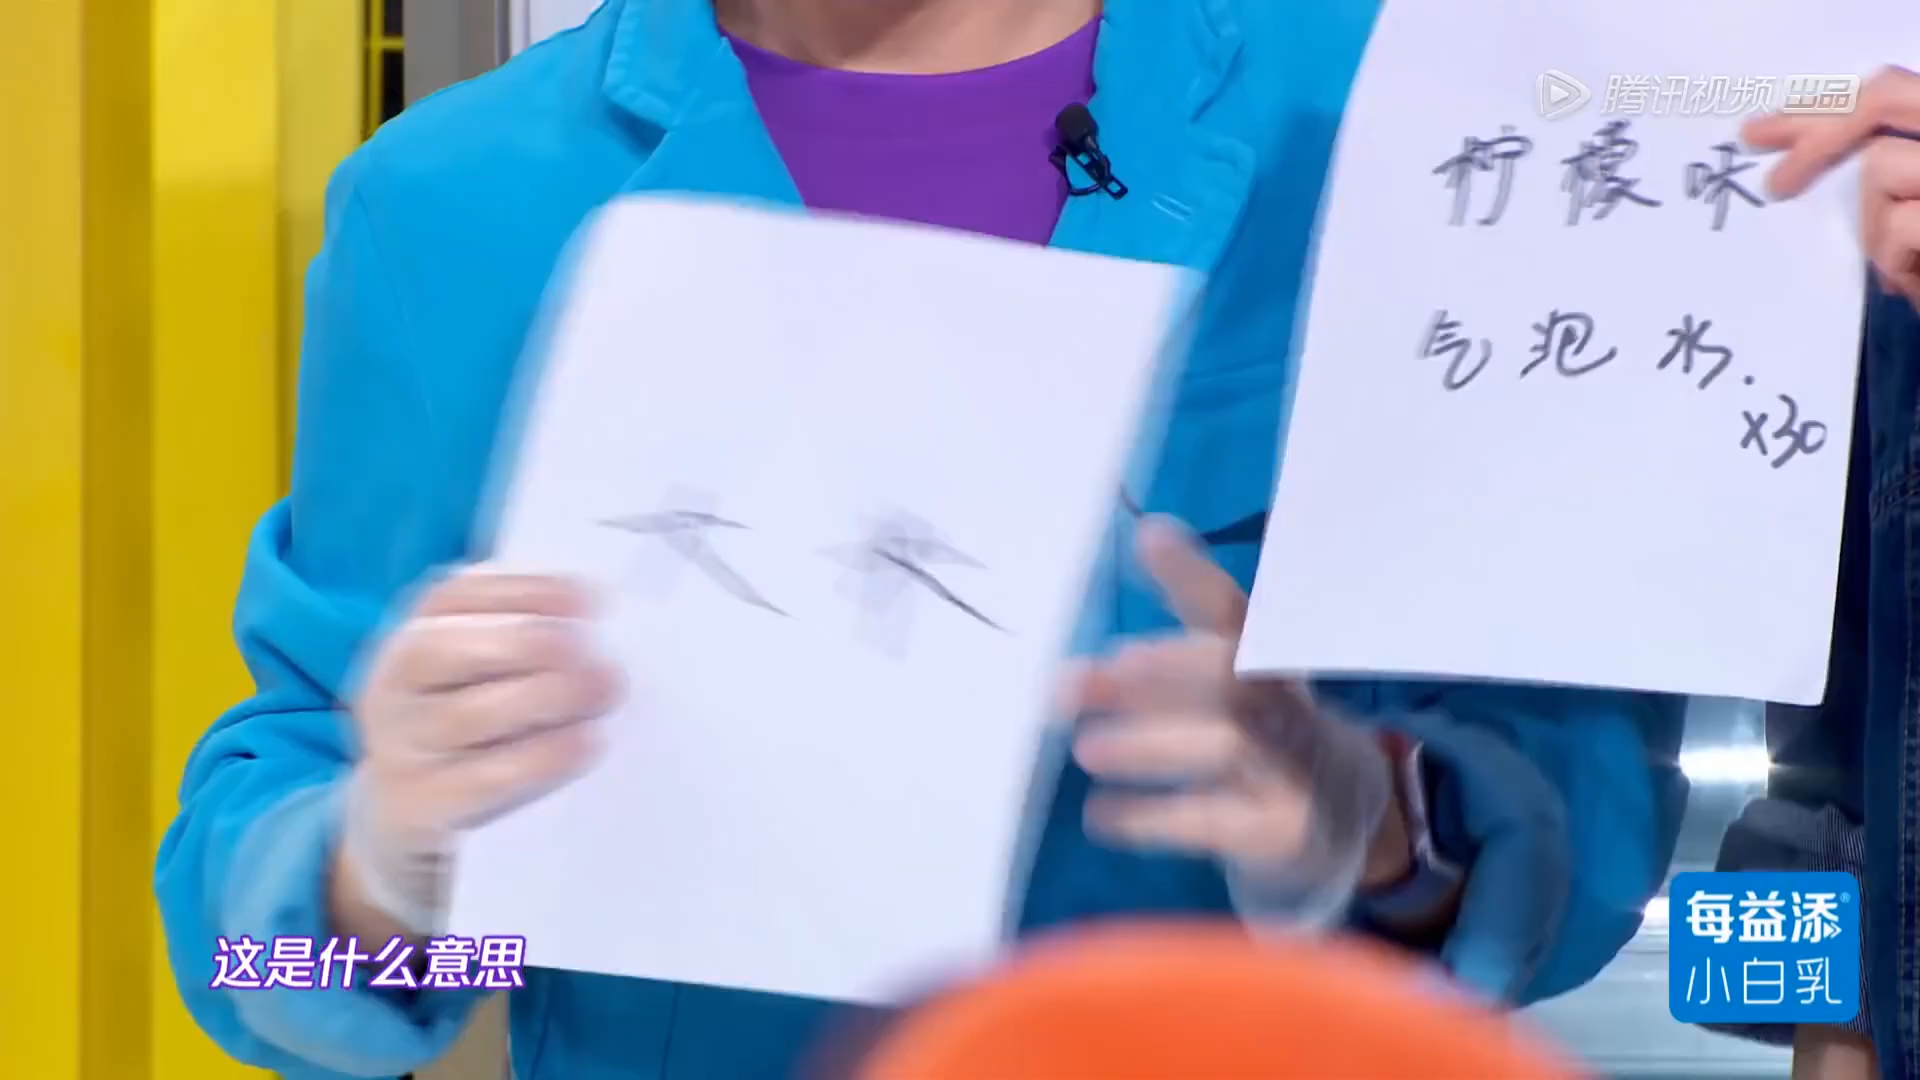 腾讯视频 出品
柠檬味
气泡水.
x30
这是什么意思
每益添
小白乳